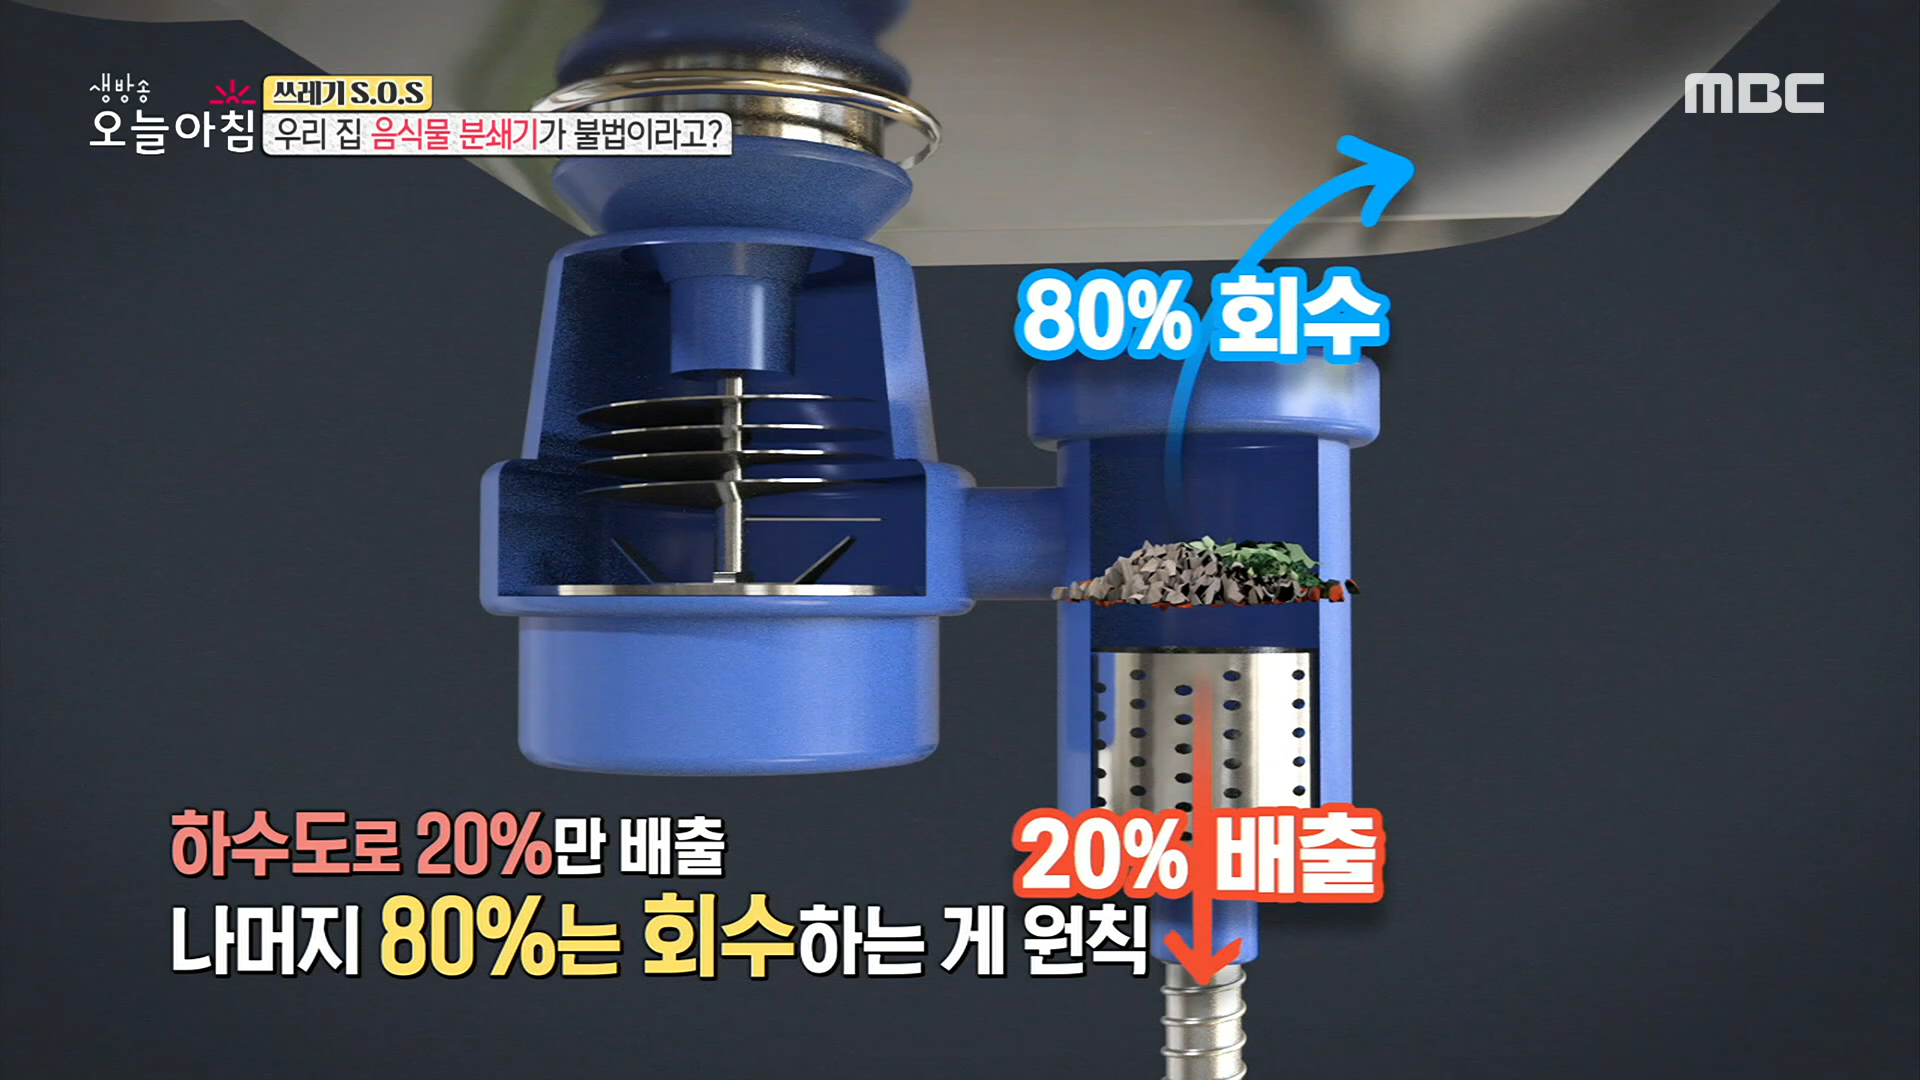 생방송
오늘아침
쓰레기 S.O.S
우리 집 음식물 분쇄기가 불법이라고?
MBC
80% 회수
20% 배출
하수도로 20%만 배출
나머지 80%는 회수하는 게 원칙